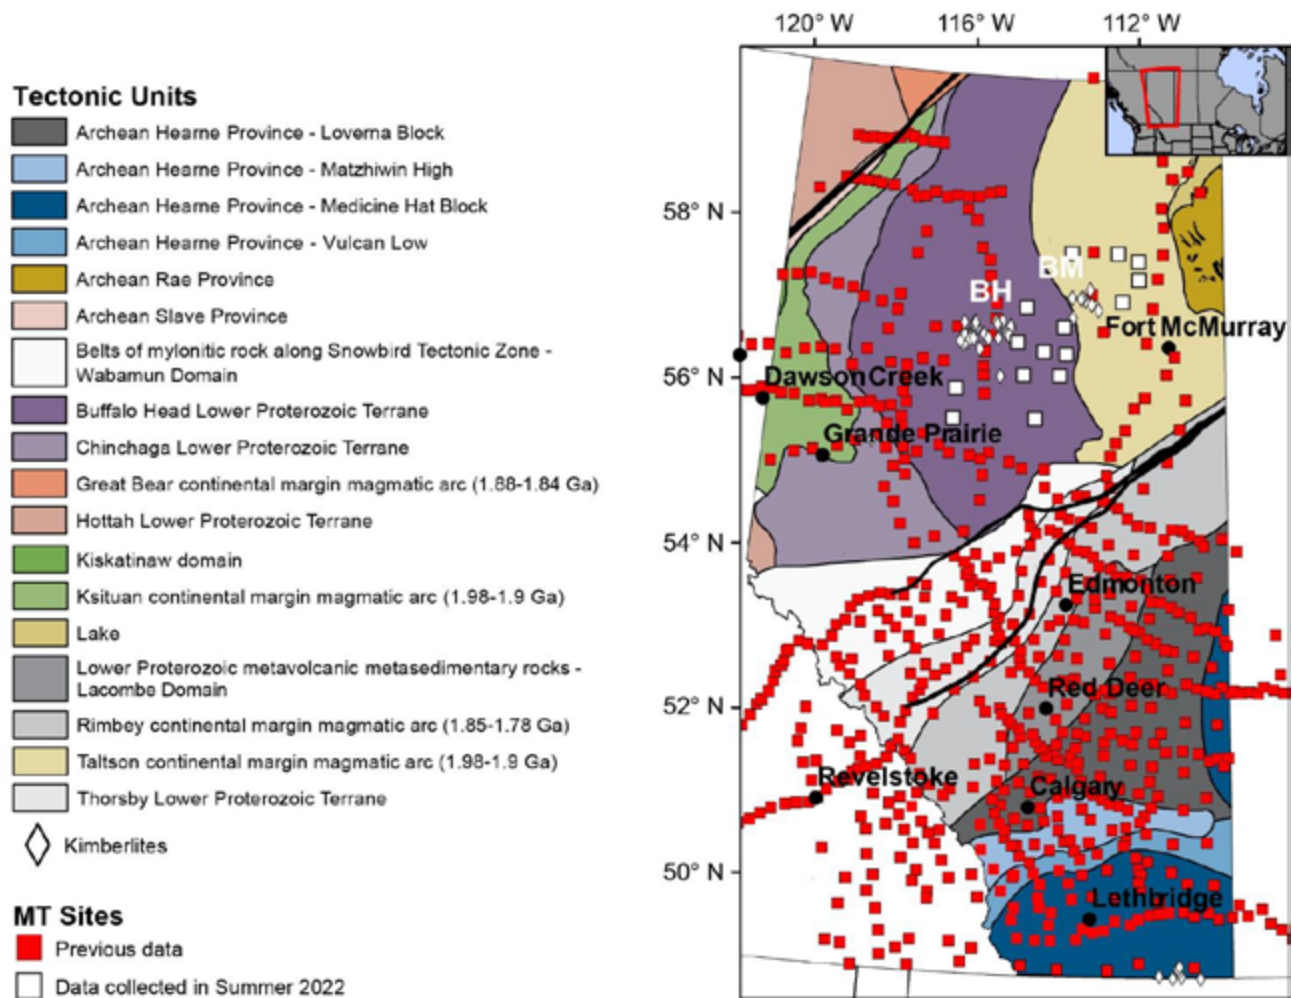 120° W 116° W 112° W
Tectonic Units
Archean Hearne Province - Loverna Block
Archean Hearne Province - Matzhiwin High
Archean Hearne Province - Medicine Hat Block
Archean Hearne Province - Vulcan Low
Archean Rae Province
Archean Slave Province
Belts of mylonitic rock along Snowbird Tectonic Zone -
Wabamun Domain
Buffalo Head Lower Proterozoic Terrane
Chinchaga Lower Proterozoic Terrane
Great Bear continental margin magmatic arc (1.88-1.84 Ga)
Hottah Lower Proterozoic Terrane
Kiskatinaw domain
Ksituan continental margin magmatic arc (1.98-1.9 Ga)
Lake
Lower Proterozoic metavolcanic metasedimentary rocks -
Lacombe Domain
Rimbey continental margin magmatic arc (1.85-1.78 Ga)
Taltson continental margin magmatic arc (1.98-1.9 Ga)
Thorsby Lower Proterozoic Terrane
Kimberlites
MT Sites
Previous data
Data collected in Summer 2022
58° N
56° N
54° N
52° N
50° N
BM
BH
Fort McMurray
Dawson Creek
Grande Prairie
Edmonton
Red Deer
Revelstoke
Calgary
Lethbridge